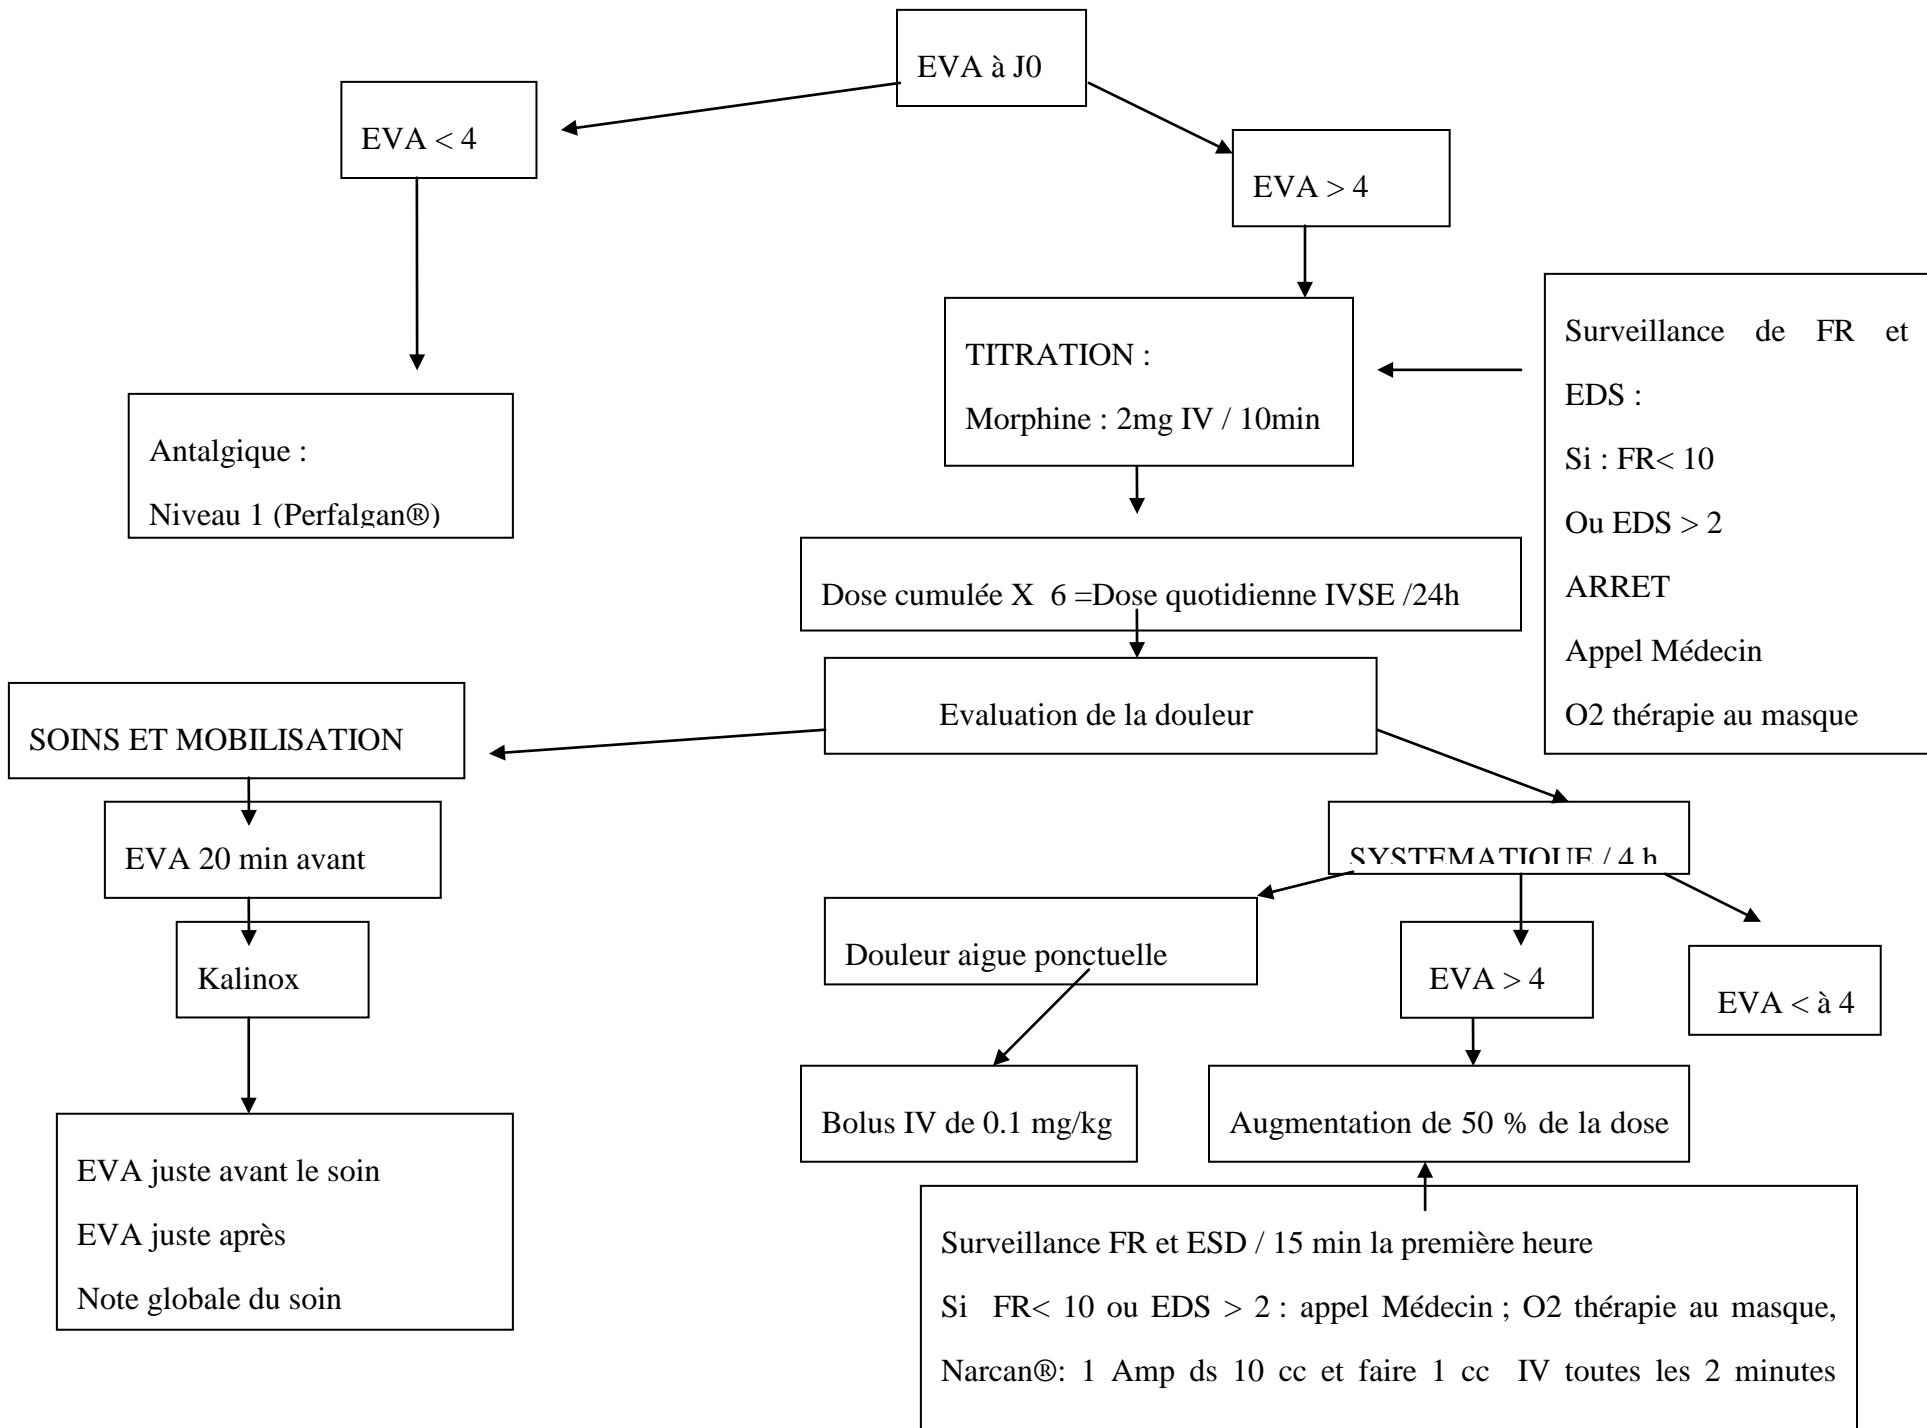 EVA à J0
EVA < 4
EVA > 4
TITRATION :
Morphine : 2mg IV / 10min
Surveillance de FR et
EDS :
Si : FR< 10
Ou EDS > 2
ARRET
Appel Médecin
O2 thérapie au masque
Antalgique :
Niveau 1 (Perfalgan®)
Dose cumulée X 6 =Dose quotidienne IVSE /24h
Evaluation de la douleur
SOINS ET MOBILISATION
EVA 20 min avant
Kalinox
EVA juste avant le soin
EVA juste après
Note globale du soin
SYSTEMATIQUE / 4 h
Douleur aigue ponctuelle
EVA > 4
EVA < à 4
Bolus IV de 0.1 mg/kg
Augmentation de 50 % de la dose
Surveillance FR et ESD / 15 min la première heure
Si FR< 10 ou EDS > 2 : appel Médecin ; O2 thérapie au masque,
Narcan®: 1 Amp ds 10 cc et faire 1 cc IV toutes les 2 minutes